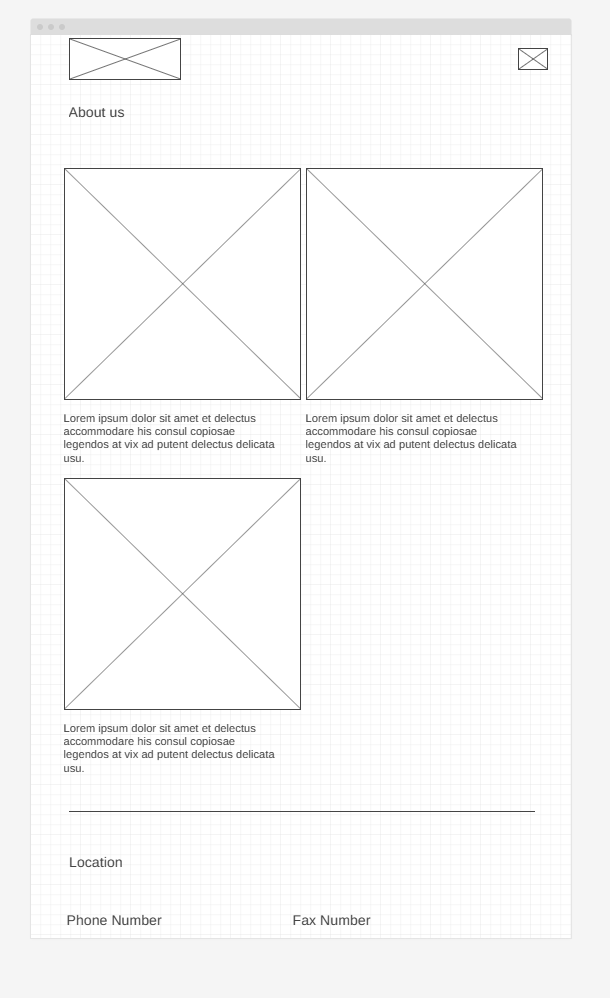 About us
Lorem ipsum dolor sit amet et delectus
accommodare his consul copiosae
legendos at vix ad putent delectus delicata
usu.
Lorem ipsum dolor sit amet et delectus
accommodare his consul copiosae
legendos at vix ad putent delectus delicata
usu.
Lorem ipsum dolor sit amet et delectus
accommodare his consul copiosae
legendos at vix ad putent delectus delicata
usu.
Location
Phone Number
Fax Number